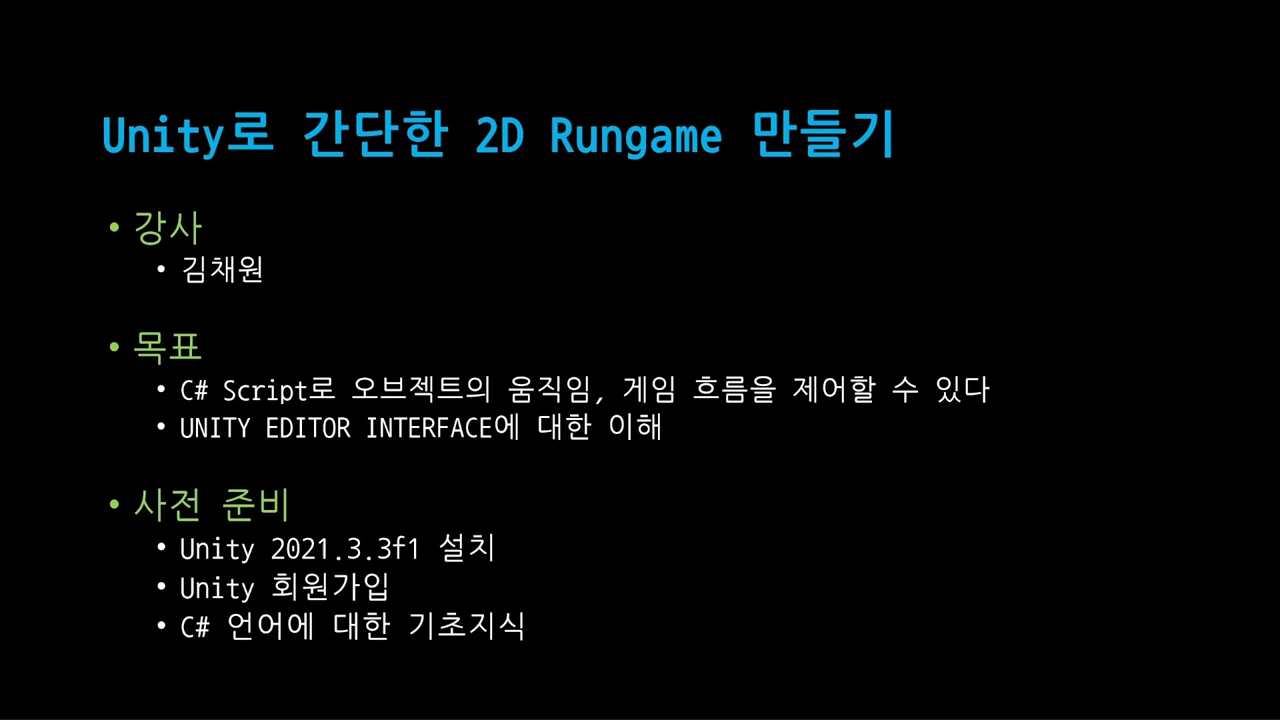 Unity로 간단한 2D Rungame 만들기
• 강사
• 김채원
• 목표
• C# Script로 오브젝트의 움직임, 게임 흐름을 제어할 수 있다
• UNITY EDITOR INTERFACE에 대한 이해
• 사전 준비
• Unity 2021.3.3f1 설치
• Unity 회원가입
• C# 언어에 대한 기초지식